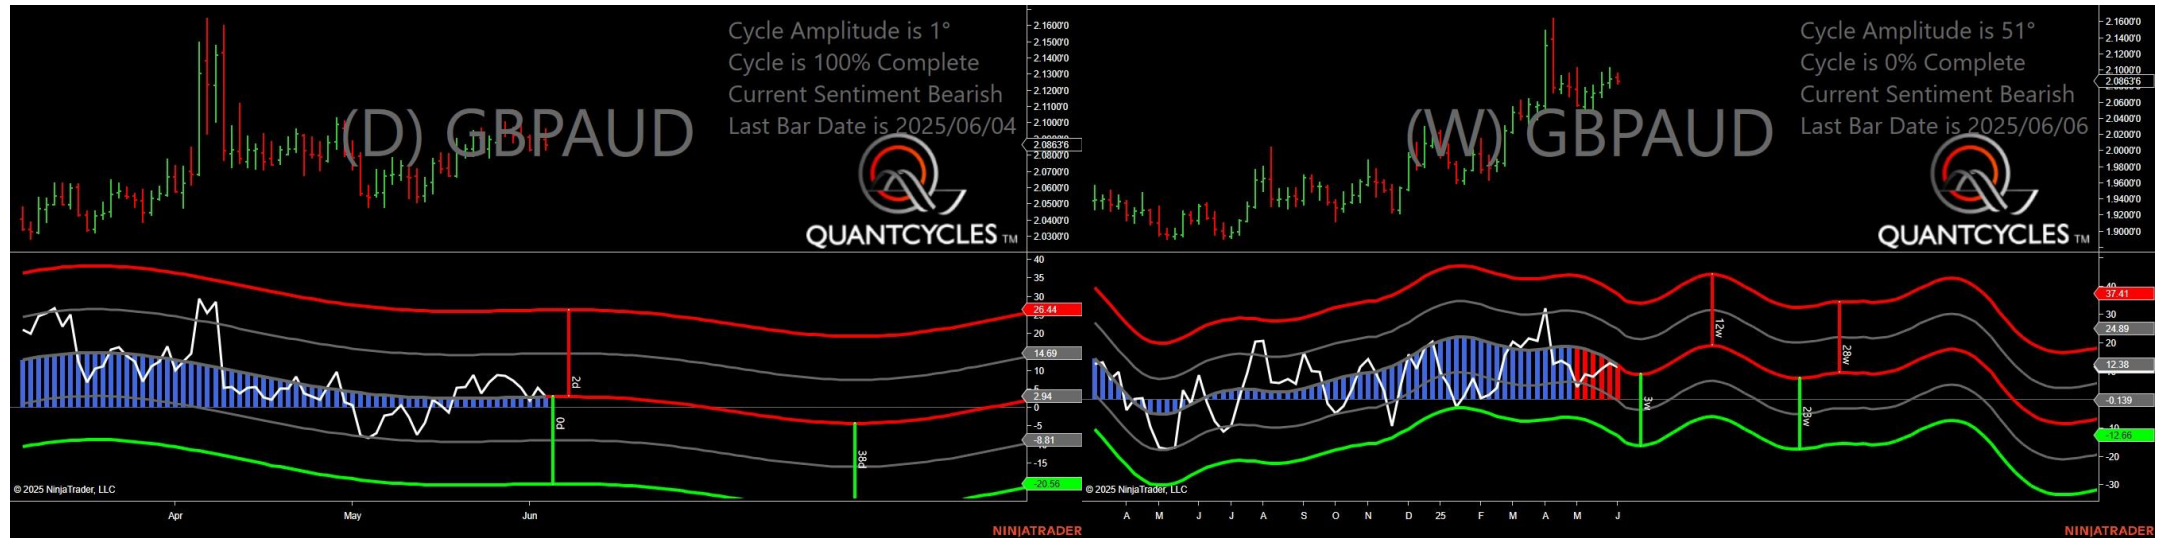 Cycle Amplitude is 1°
Cycle is 100% Complete
Current Sentiment Bearish
Last Bar Date is 2025/06/04
(D) GBPAUD
QUANTCYCLES TM
2.1600'0
2.1500'0
2.1400'0
2.1300'0
2.1200'0
2.1100'0
2.1000'0
2.0863'6
2.0800'0
2.0700'0
2.0600'0
2.0500'0
2.0400'0
2.0300'0
40
35
30
26.44
20
14.69
10
5
2.94
0
-5
-8.81
-15
-20.56
2d
0d
38d
© 2025 NinjaTrader, LLC
Apr
May
Jun
NINJATRADER
Cycle Amplitude is 51°
Cycle is 0% Complete
Current Sentiment Bearish
Last Bar Date is 2025/06/06
(W) GBPAUD
QUANTCYCLES TM
2.1600'0
2.1400'0
2.1200'0
2.1000'0
2.0863'6
2.0600'0
2.0400'0
2.0200'0
2.0000'0
1.9800'0
1.9600'0
1.9400'0
1.9200'0
1.9000'0
37.41
30
24.89
20
12.38
-0.139
-12.66
-20
-30
12w
28w
3w
© 2025 NinjaTrader, LLC
A M J J A S O N D 25 F M A M J
NINJATRADER